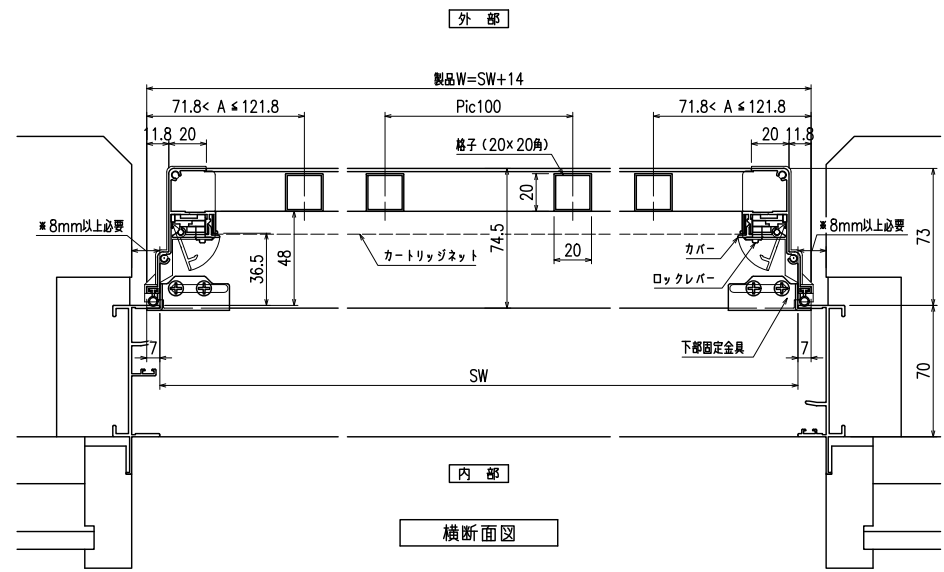 外 部
製品W=SW+14
71.8< A ≦121.8
Pic100
71.8< A ≦121.8
11.8
20
格子（20×20角）
20
11.8
※8mm以上必要
20
74.5
※8mm以上必要
73
36.5
48
カートリッジネット
20
カバー
ロックレバー
7
下部固定金具
7
SW
70
内 部
横断面図